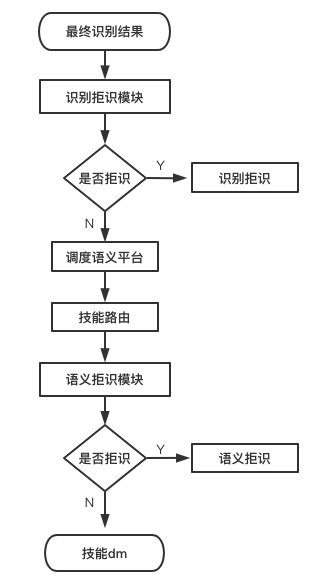 最终识别结果
识别拒识模块
是否拒识
Y
识别拒识
N
调度语义平台
技能路由
语义拒识模块
是否拒识
Y
语义拒识
N
技能dm